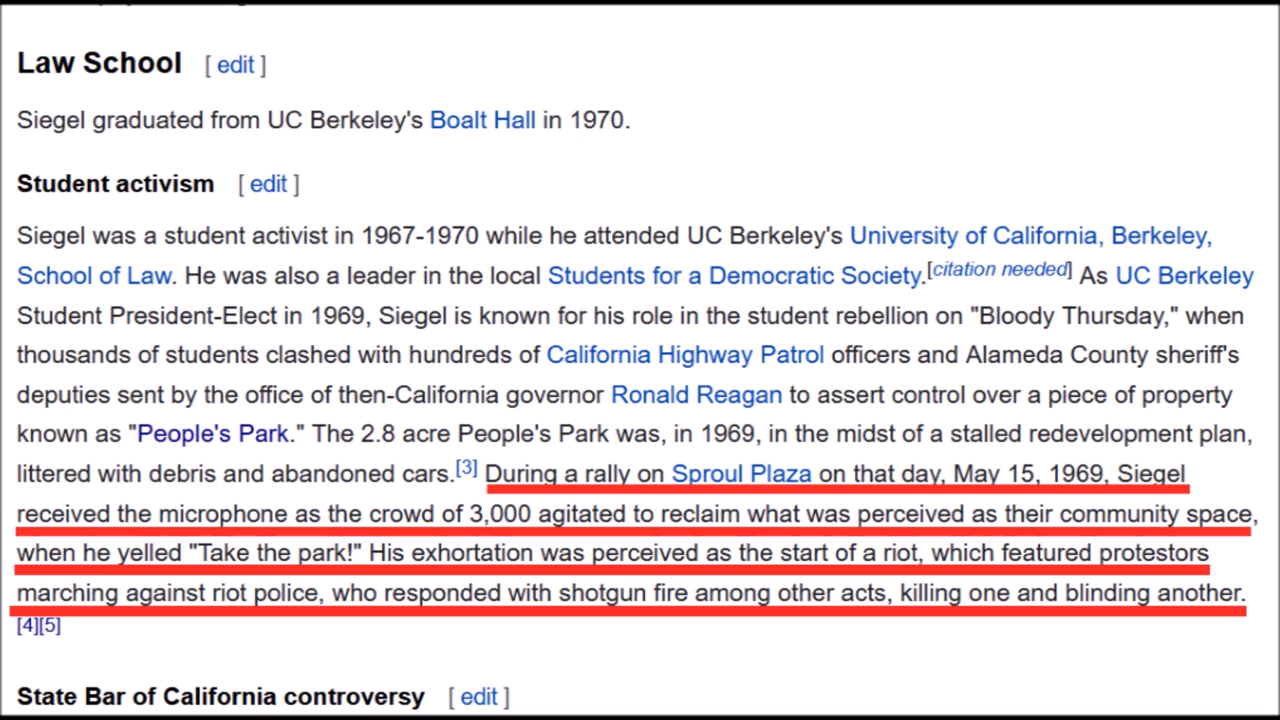 Law School [ edit ]
Siegel graduated from UC Berkeley's Boalt Hall in 1970.
Student activism [ edit ]
Siegel was a student activist in 1967-1970 while he attended UC Berkeley's University of California, Berkeley,
School of Law. He was also a leader in the local Students for a Democratic Society.[citation needed] As UC Berkeley
Student President-Elect in 1969, Siegel is known for his role in the student rebellion on "Bloody Thursday," when
thousands of students clashed with hundreds of California Highway Patrol officers and Alameda County sheriff's
deputies sent by the office of then-California governor Ronald Reagan to assert control over a piece of property
known as "People's Park." The 2.8 acre People's Park was, in 1969, in the midst of a stalled redevelopment plan,
littered with debris and abandoned cars.[3] During a rally on Sproul Plaza on that day, May 15, 1969, Siegel
received the microphone as the crowd of 3,000 agitated to reclaim what was perceived as their community space,
when he yelled "Take the park!" His exhortation was perceived as the start of a riot, which featured protestors
marching against riot police, who responded with shotgun fire among other acts, killing one and blinding another.
[4][5]
State Bar of California controversy [ edit ]